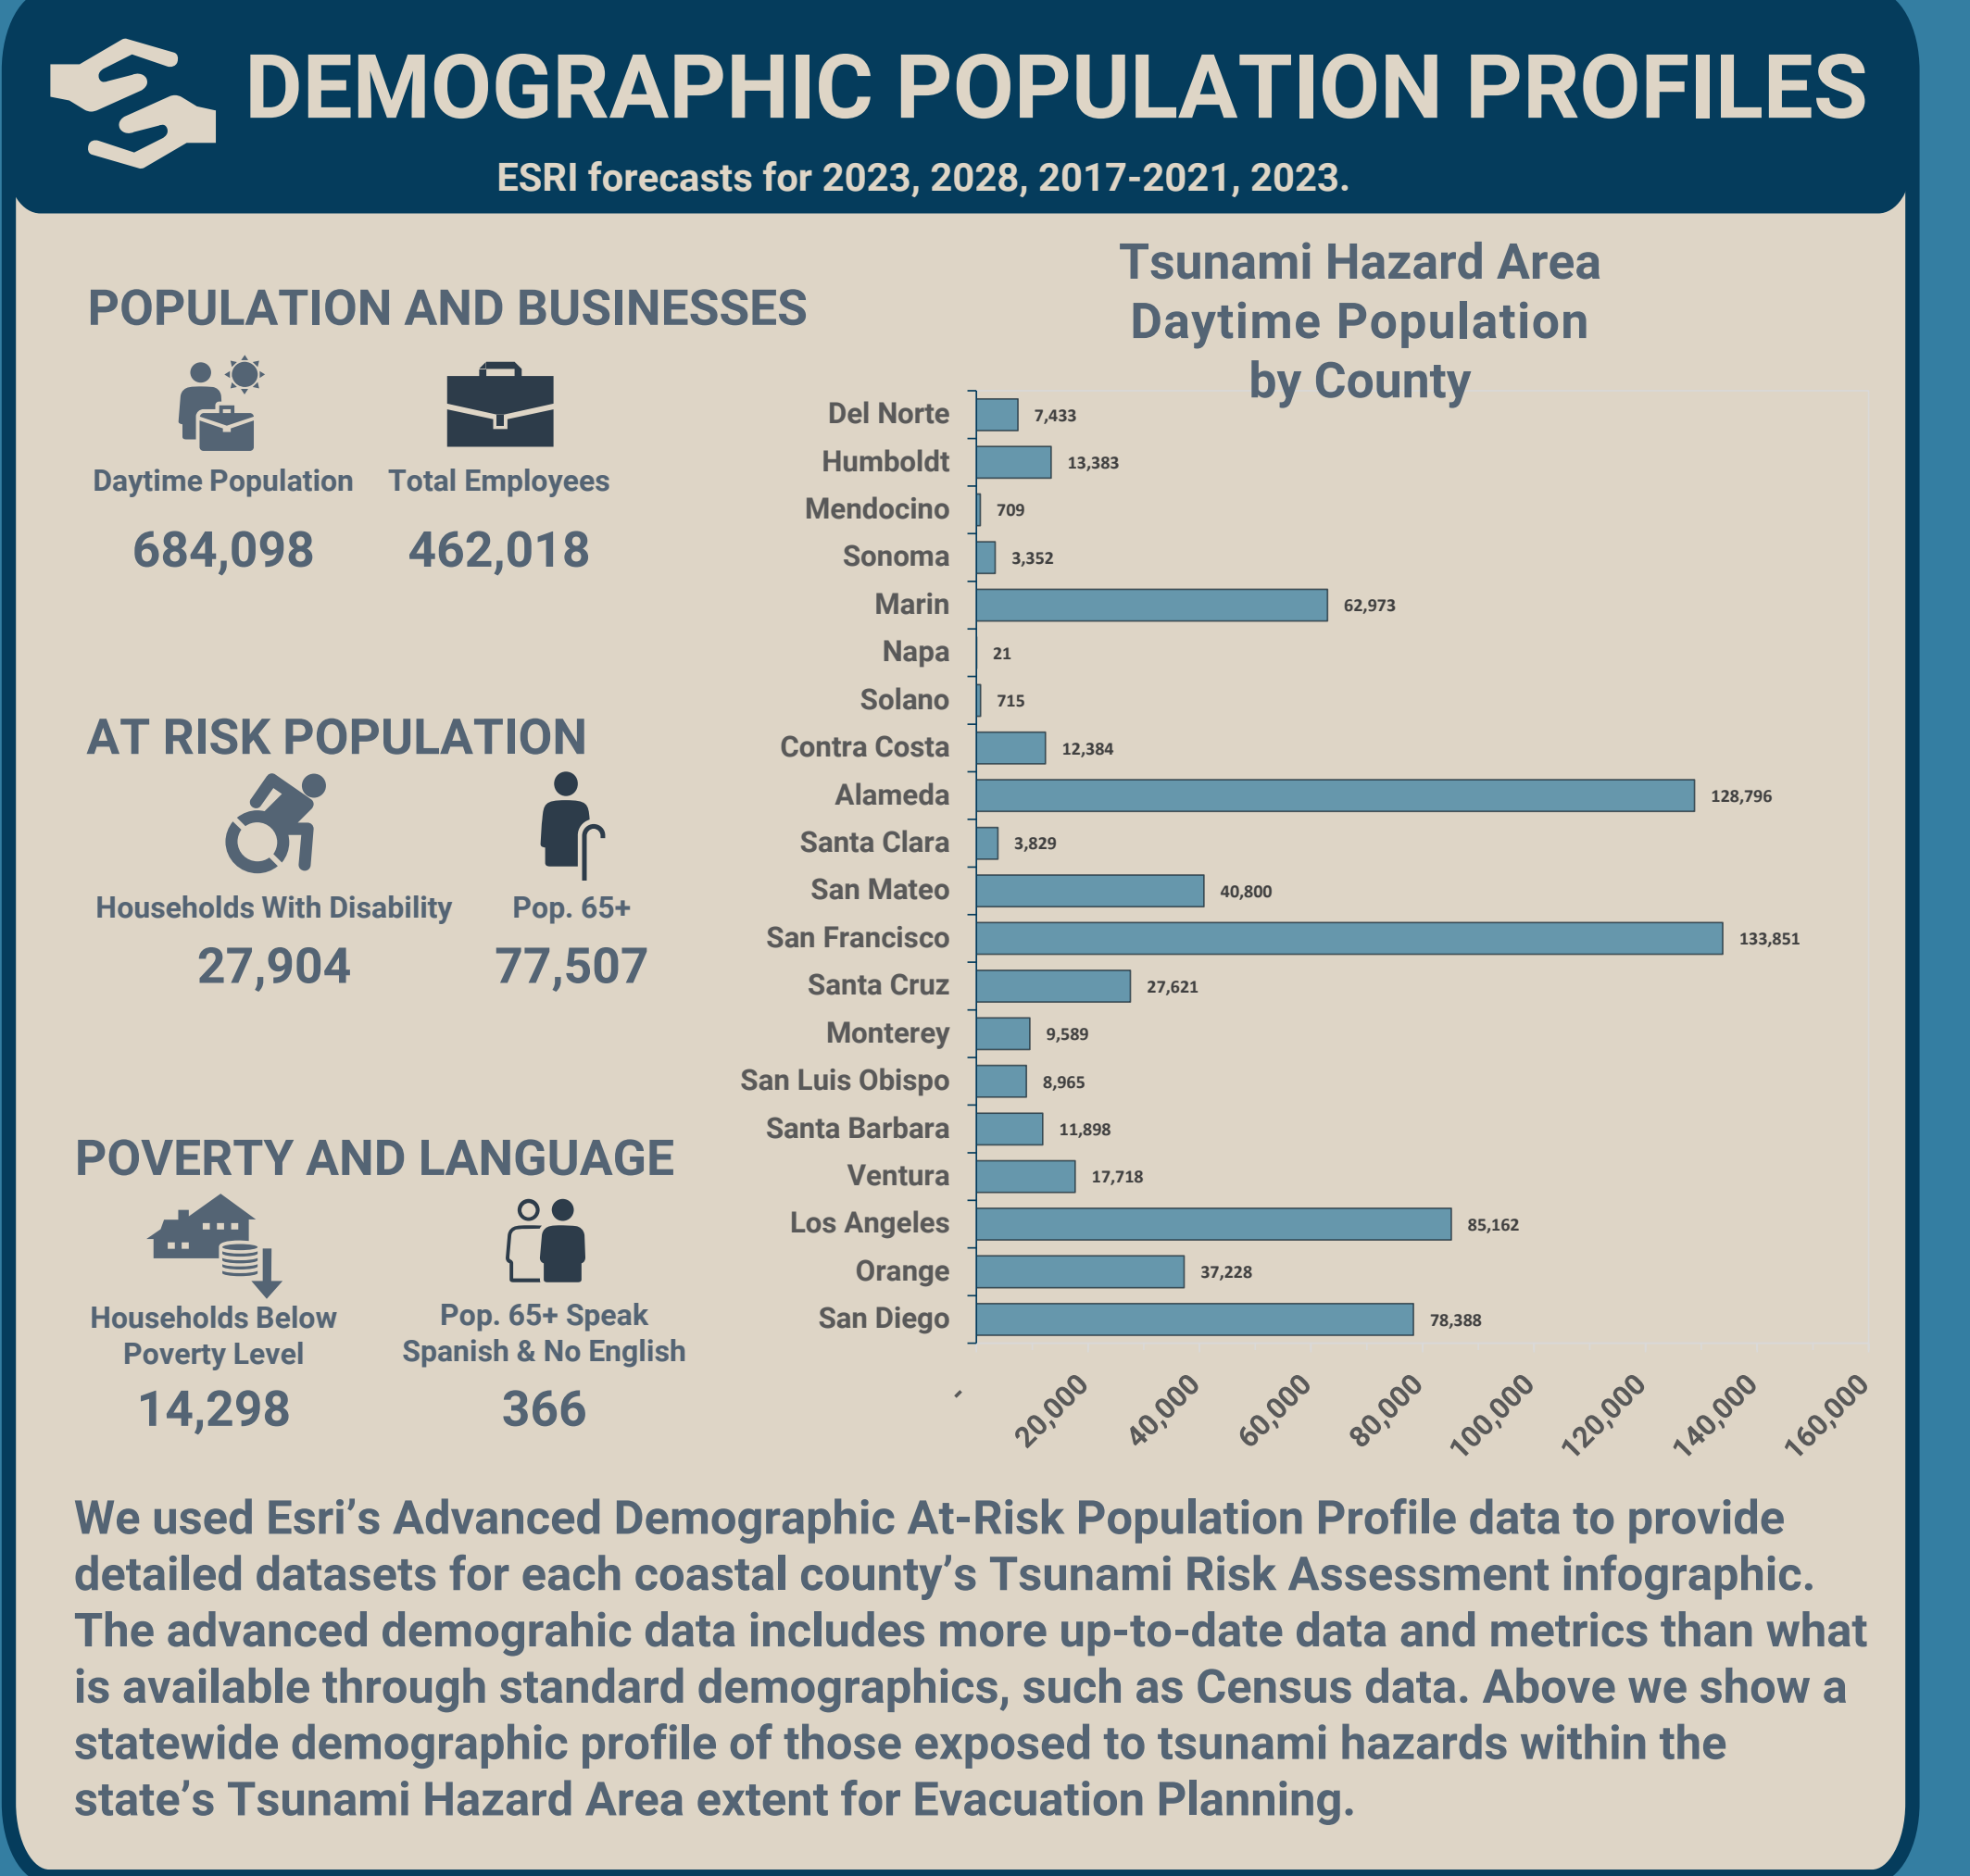 DEMOGRAPHIC POPULATION PROFILES
ESRI forecasts for 2023, 2028, 2017-2021, 2023.
POPULATION AND BUSINESSES
Daytime Population
684,098
Total Employees
462,018
AT RISK POPULATION
Households With Disability
27,904
Pop. 65+
77,507
POVERTY AND LANGUAGE
Households Below
Poverty Level
14,298
Pop. 65+ Speak
Spanish & No English
366
Tsunami Hazard Area
Daytime Population
by County
Del Norte 7,433
Humboldt 13,383
Mendocino 709
Sonoma 3,352
Marin 62,973
Napa 21
Solano 715
Contra Costa 12,384
Alameda 128,796
Santa Clara 3,829
San Mateo 40,800
San Francisco 133,851
Santa Cruz 27,621
Monterey 9,589
San Luis Obispo 8,965
Santa Barbara 11,898
Ventura 17,718
Los Angeles 85,162
Orange 37,228
San Diego 78,388
- 20,000 40,000 60,000 80,000 100,000 120,000 140,000 160,000
We used Esri’s Advanced Demographic At-Risk Population Profile data to provide
detailed datasets for each coastal county’s Tsunami Risk Assessment infographic.
The advanced demograhic data includes more up-to-date data and metrics than what
is available through standard demographics, such as Census data. Above we show a
statewide demographic profile of those exposed to tsunami hazards within the
state’s Tsunami Hazard Area extent for Evacuation Planning.